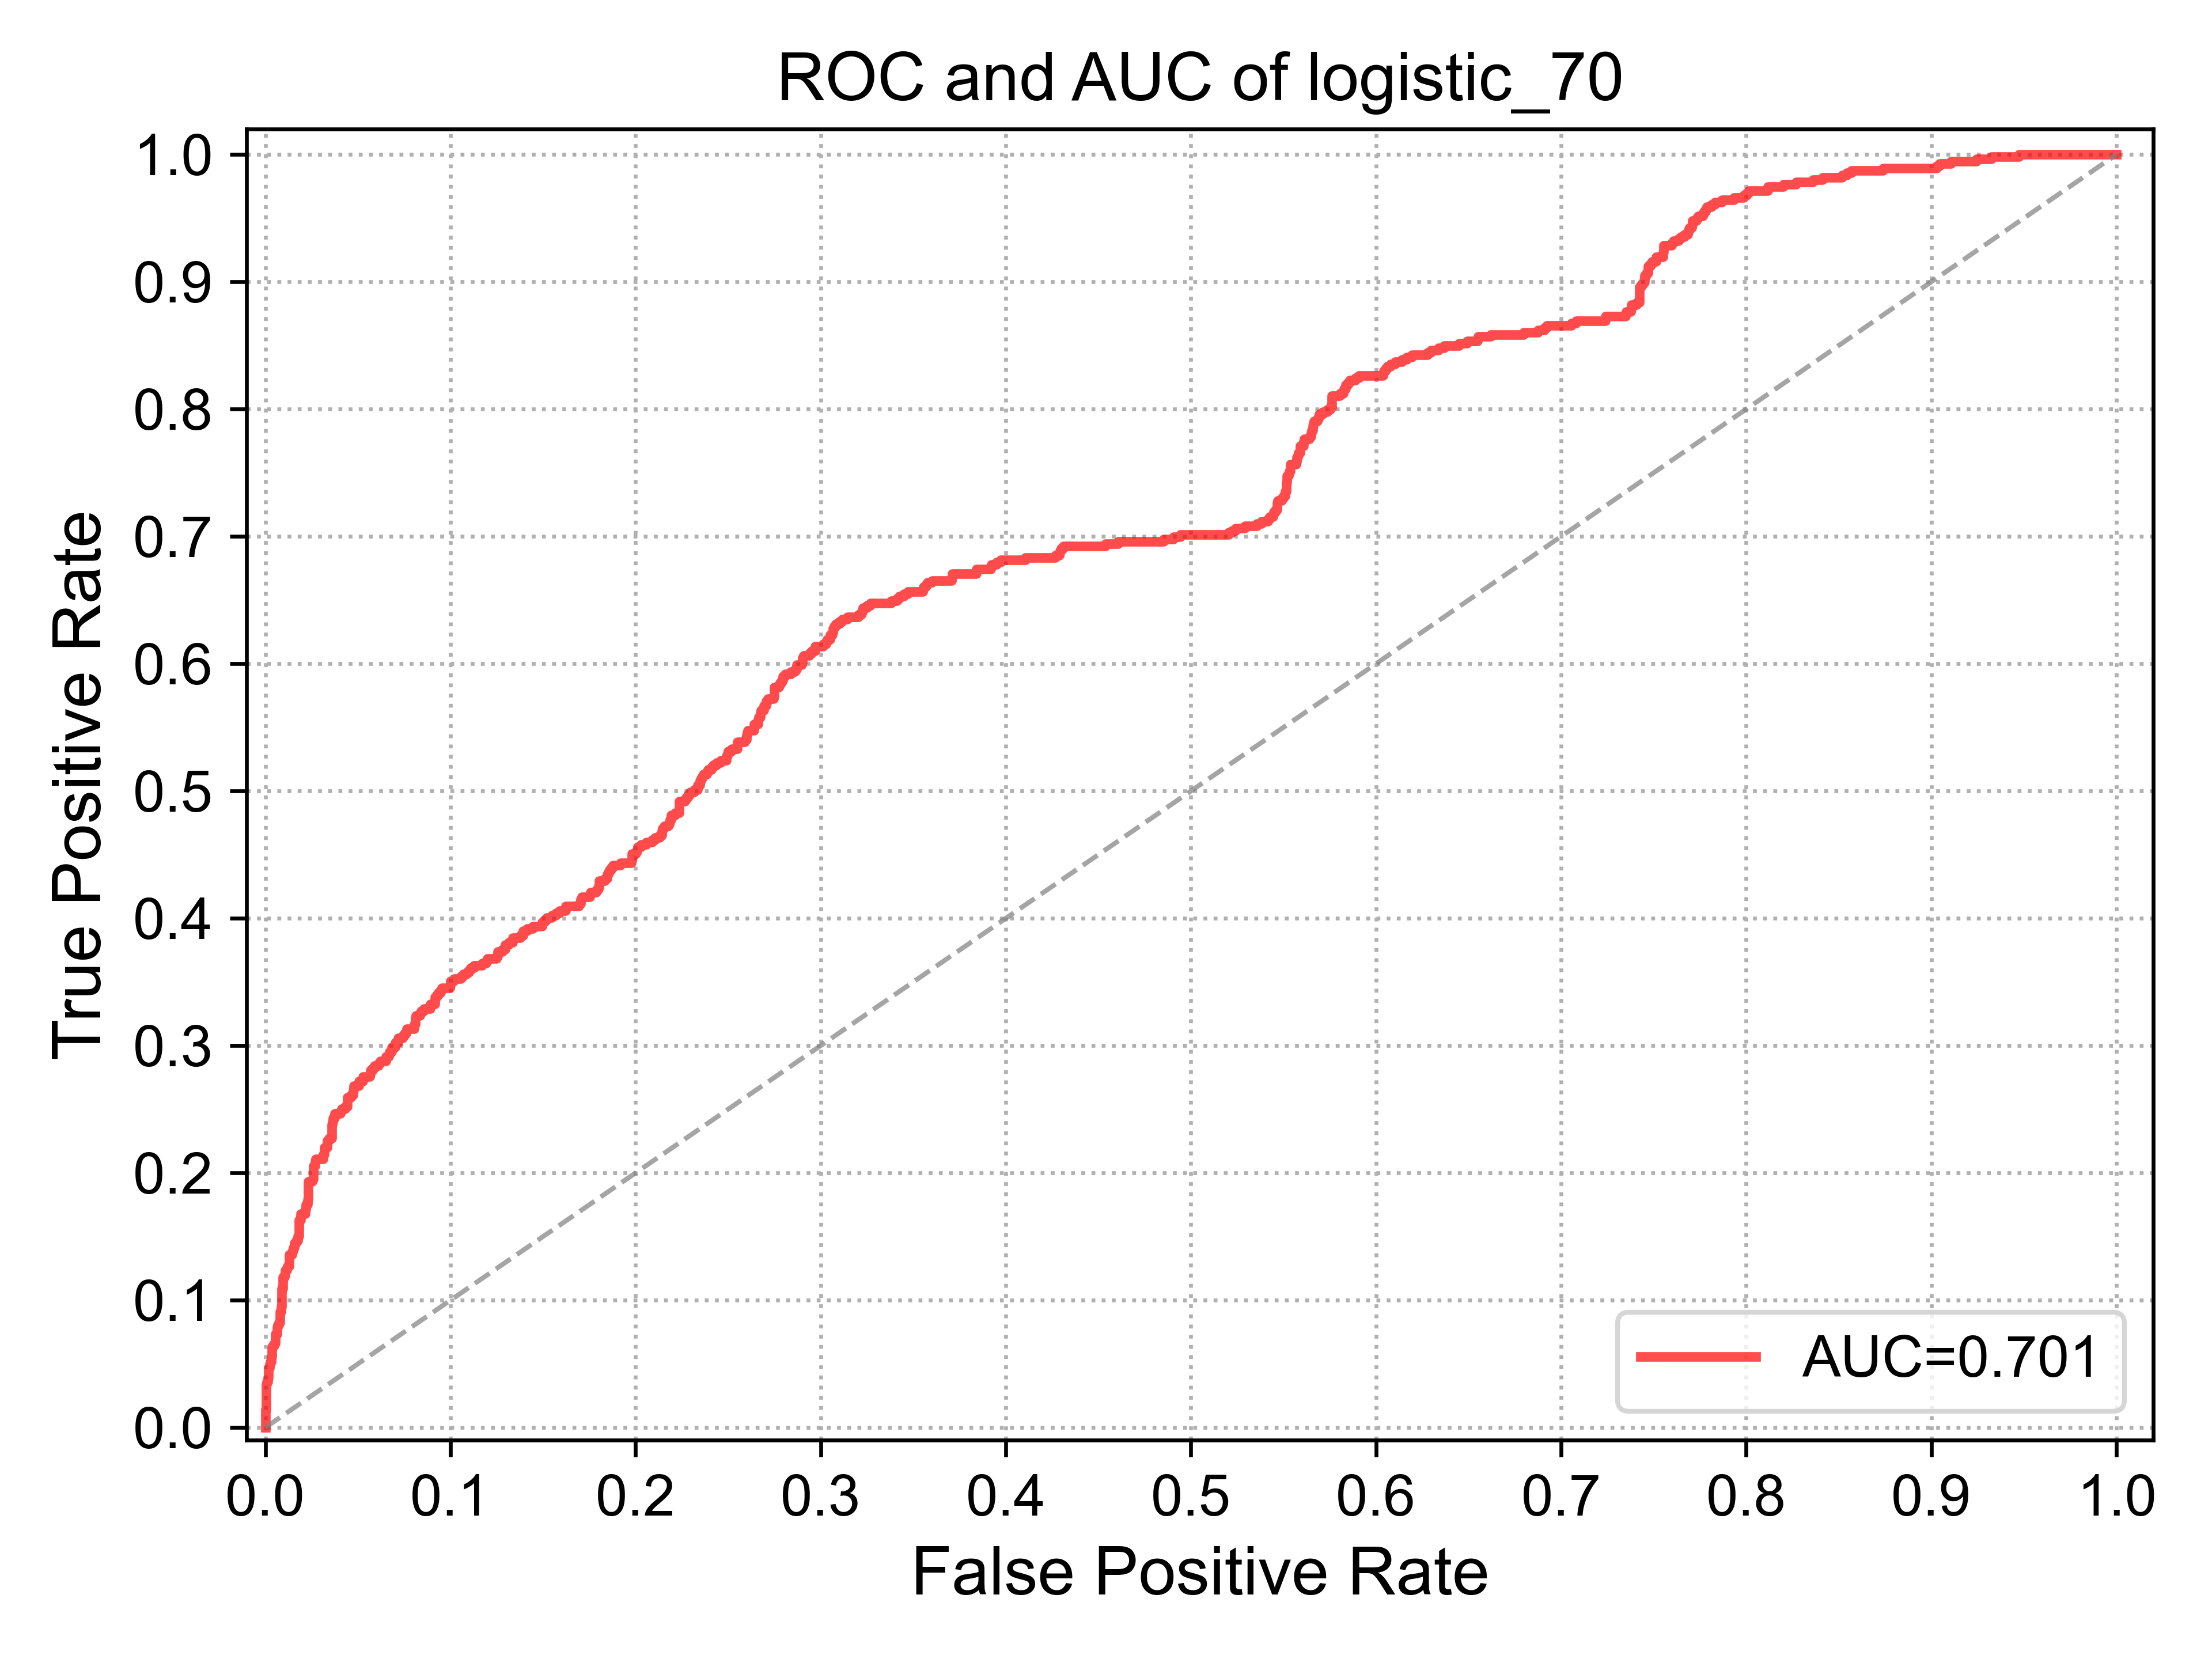 ROC and AUC of logistic_70
1.0
0.9
0.8
0.7
0.6
0.5
0.4
0.3
0.2
0.1
0.0
True Positive Rate
AUC=0.701
0.0 0.1 0.2 0.3 0.4 0.5 0.6 0.7 0.8 0.9 1.0
False Positive Rate